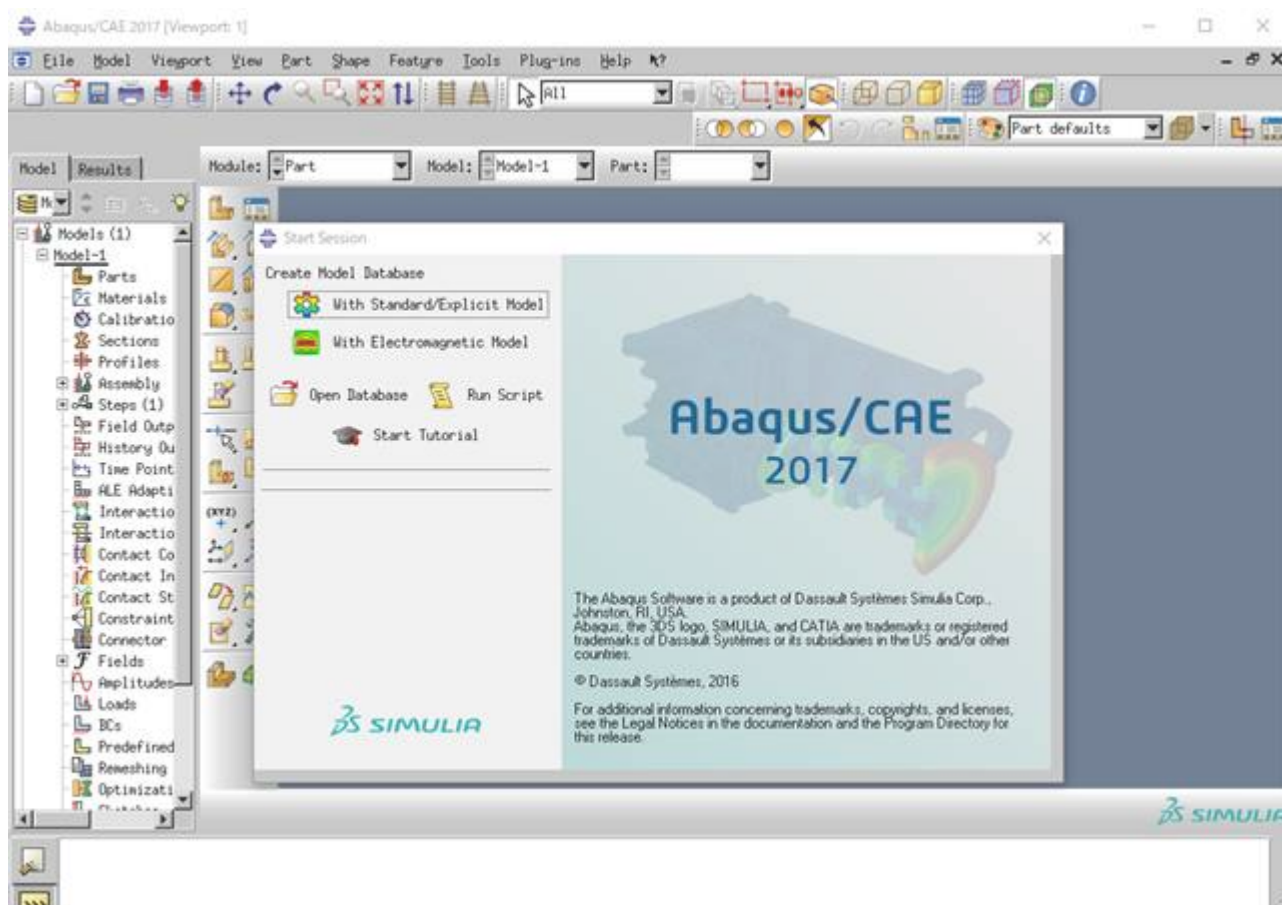 Abaqus/CAE 2017 [Viewport: 1]
File Model Viewport View Part Shape Feature Tools Plug-ins Help
All
Part defaults
Model Results
Module: Part Model: Model-1 Part:
Models (1)
Model-1
Parts
Materials
Calibratio
Sections
Profiles
Assembly
Steps (1)
Field Outp
History Ou
Time Point
ALE Adapti
Interactio
Interactio
Contact Co
Contact In
Contact St
Constraint
Connector
Fields
Amplitudes
Loads
BCs
Predefined
Remeshing
Optimizati
(XYZ)
Start Session
Create Model Database
With Standard/Explicit Model
With Electromagnetic Model
Open Database Run Script
Start Tutorial
SIMULIA
Abaqus/CAE
2017
The Abaqus Software is a product of Dassault Systèmes Simulia Corp.,
Johnston, RI, USA.
Abaqus, the 3DS logo, SIMULIA, and CATIA are trademarks or registered
trademarks of Dassault Systèmes or its subsidiaries in the US and/or other
countries.
© Dassault Systèmes, 2016
For additional information concerning trademarks, copyrights, and licenses,
see the Legal Notices in the documentation and the Program Directory for
this release.
SIMULIA
>>>